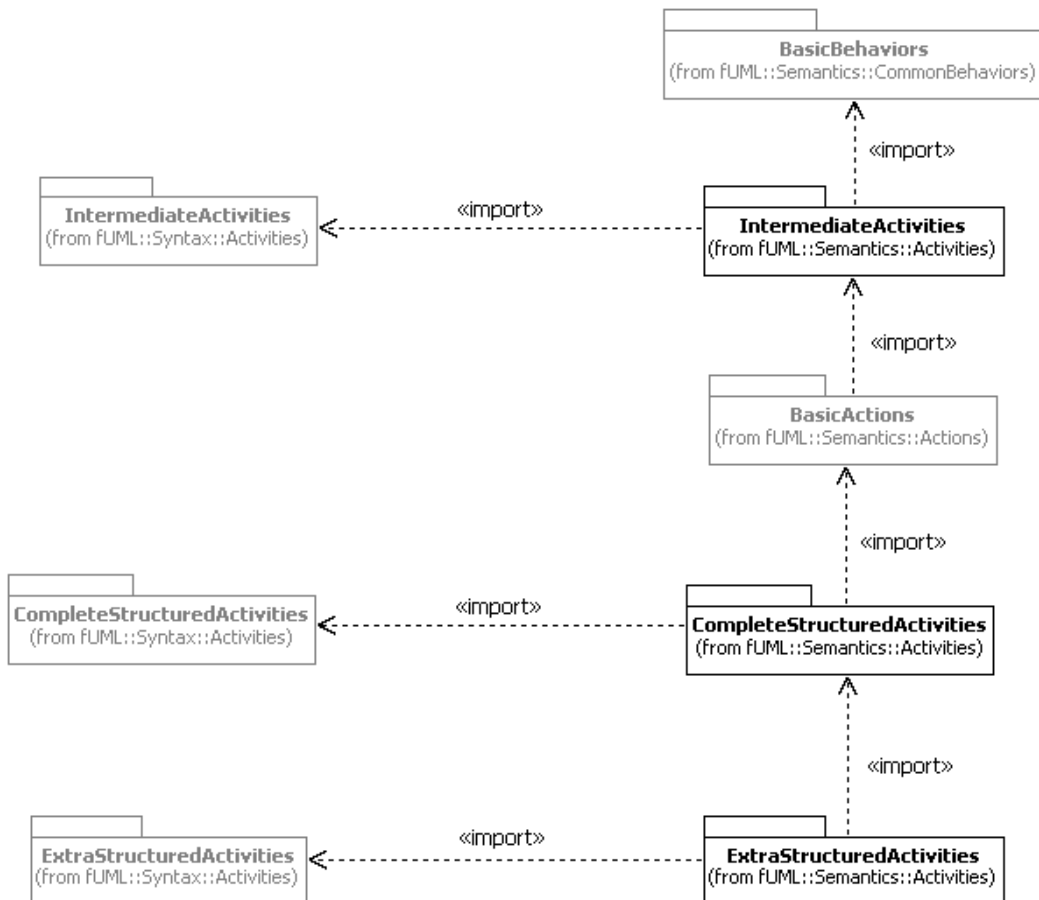 BasicBehaviors
(from fUML::Semantics::CommonBehaviors)
«import»
«import»
IntermediateActivities
(from fUML::Syntax::Activities)
IntermediateActivities
(from fUML::Semantics::Activities)
«import»
BasicActions
(from fUML::Semantics::Actions)
«import»
«import»
CompleteStructuredActivities
(from fUML::Syntax::Activities)
CompleteStructuredActivities
(from fUML::Semantics::Activities)
«import»
«import»
ExtraStructuredActivities
(from fUML::Syntax::Activities)
ExtraStructuredActivities
(from fUML::Semantics::Activities)